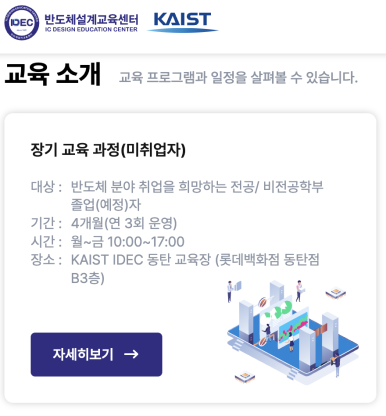 IDEC 반도체설계교육센터 KAIST
IC DESIGN EDUCATION CENTER
교육 소개 교육 프로그램과 일정을 살펴볼 수 있습니다.
장기 교육 과정(미취업자)
대상 : 반도체 분야 취업을 희망하는 전공/ 비전공학부
졸업(예정)자
기간 : 4개월(연 3회 운영)
시간 : 월~금 10:00~17:00
장소 : KAIST IDEC 동탄 교육장 (롯데백화점 동탄점
B3층)
자세히보기 →